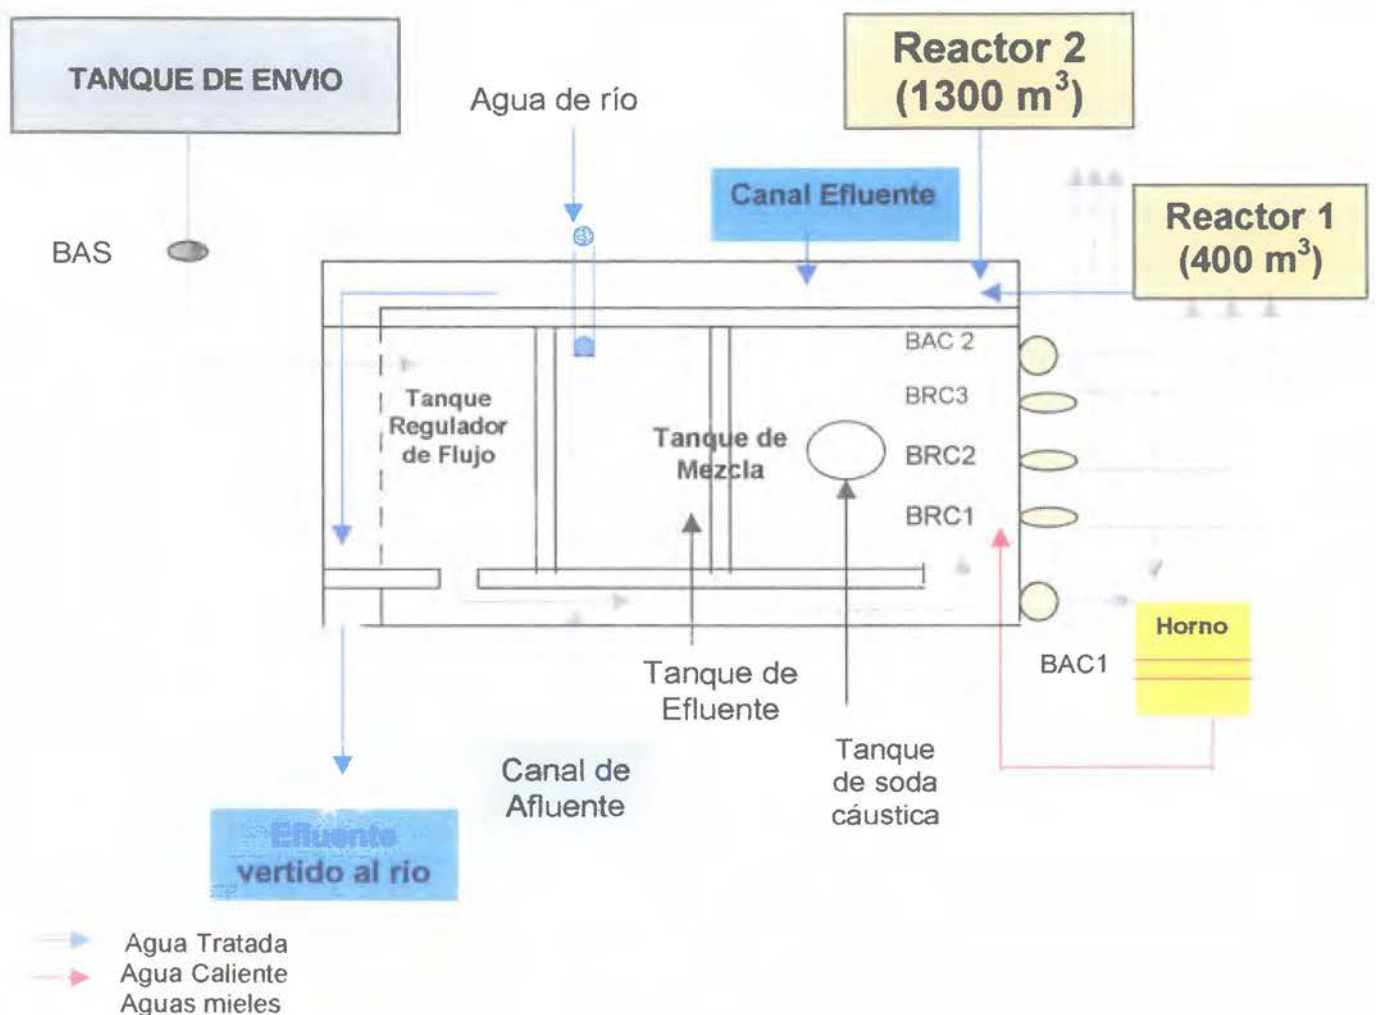 TANQUE DE ENVIO
Agua de río
Reactor 2
(1300 m³)
Canal Efluente
Reactor 1
(400 m³)
BAS
BAC 2
BRC3
BRC2
BRC1
Tanque
Regulador
de Flujo
Tanque de
Mezcla
Horno
BAC1
Tanque de
Efluente
Tanque
de soda
cáustica
Canal de
Afluente
Efluente
vertido al río
Agua Tratada
Agua Caliente
Aguas mieles